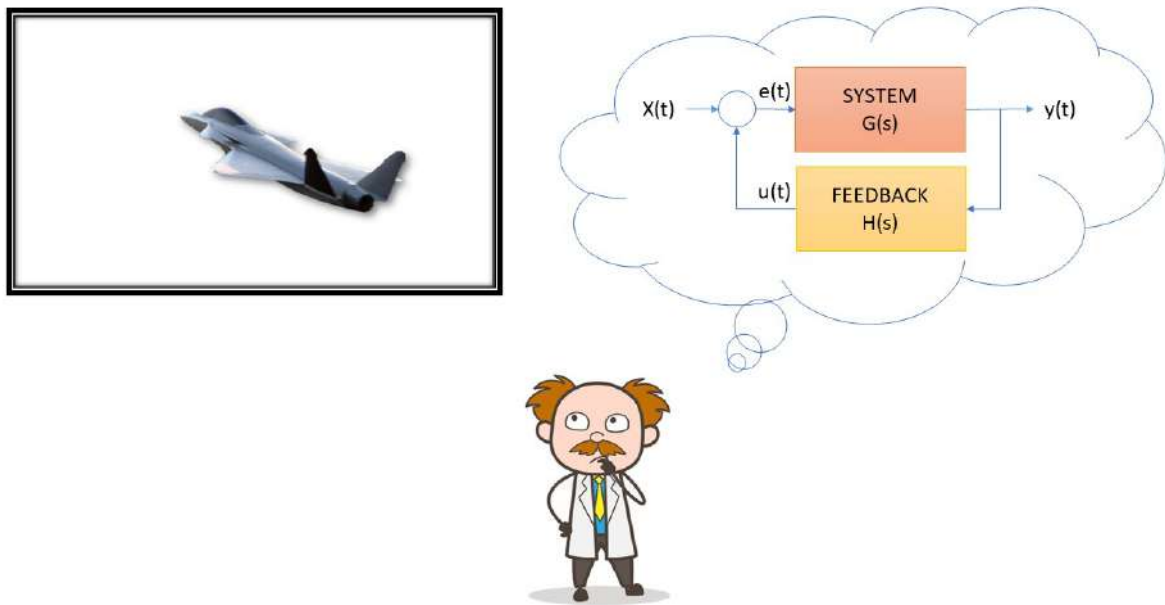 X(t)
e(t)
SYSTEM
G(s)
y(t)
u(t)
FEEDBACK
H(s)